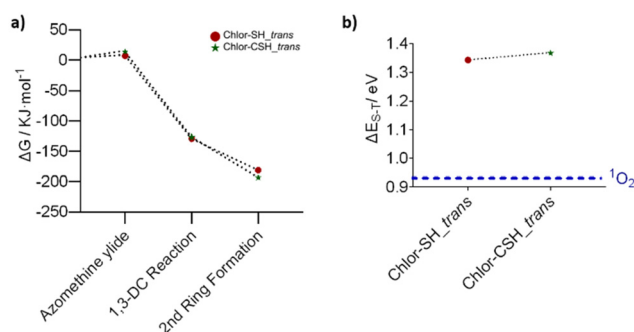 a)
Chlor-SH_trans
Chlor-CSH_trans
ΔG / KJ·mol⁻¹
50
0
-50
-100
-150
-200
-250
Azomethine ylide
1,3-DC Reaction
2nd Ring Formation
b)
ΔE_S-T/ eV
1.4
1.3
1.2
1.1
1.0
0.9
¹O₂
Chlor-SH_trans
Chlor-CSH_trans